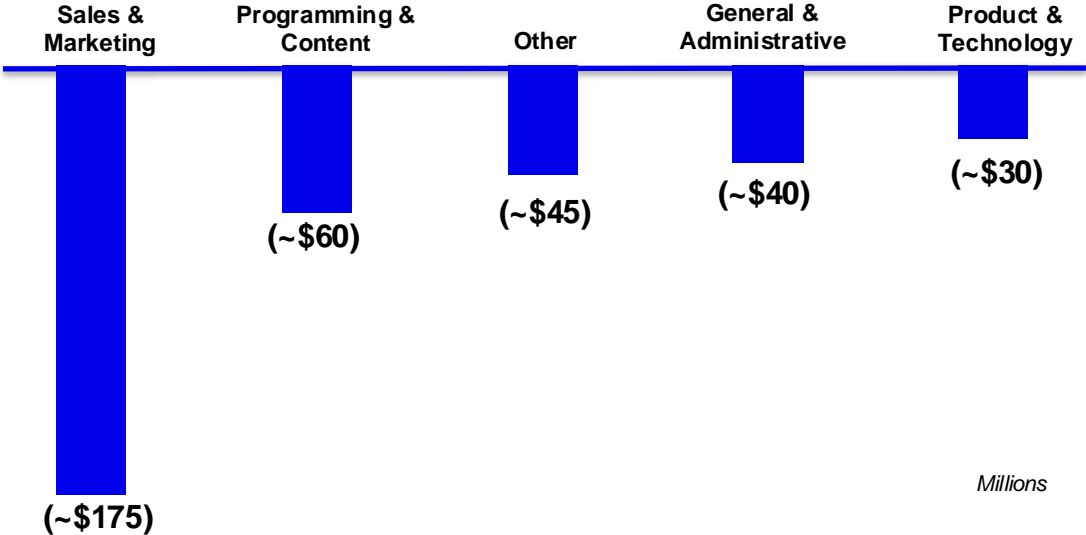 Sales &
Marketing
Programming &
Content
Other
General &
Administrative
Product &
Technology
(~$175)
(~$60)
(~$45)
(~$40)
(~$30)
Millions